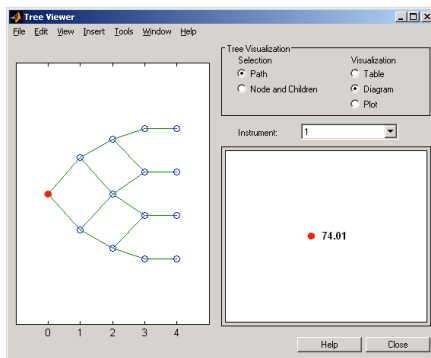 Tree Viewer
File Edit View Insert Tools Window Help
Tree Visualization
Selection Visualization
Path Table
Node and Children Diagram
Plot
Instrument: 1
74.01
0 1 2 3 4
Help Close